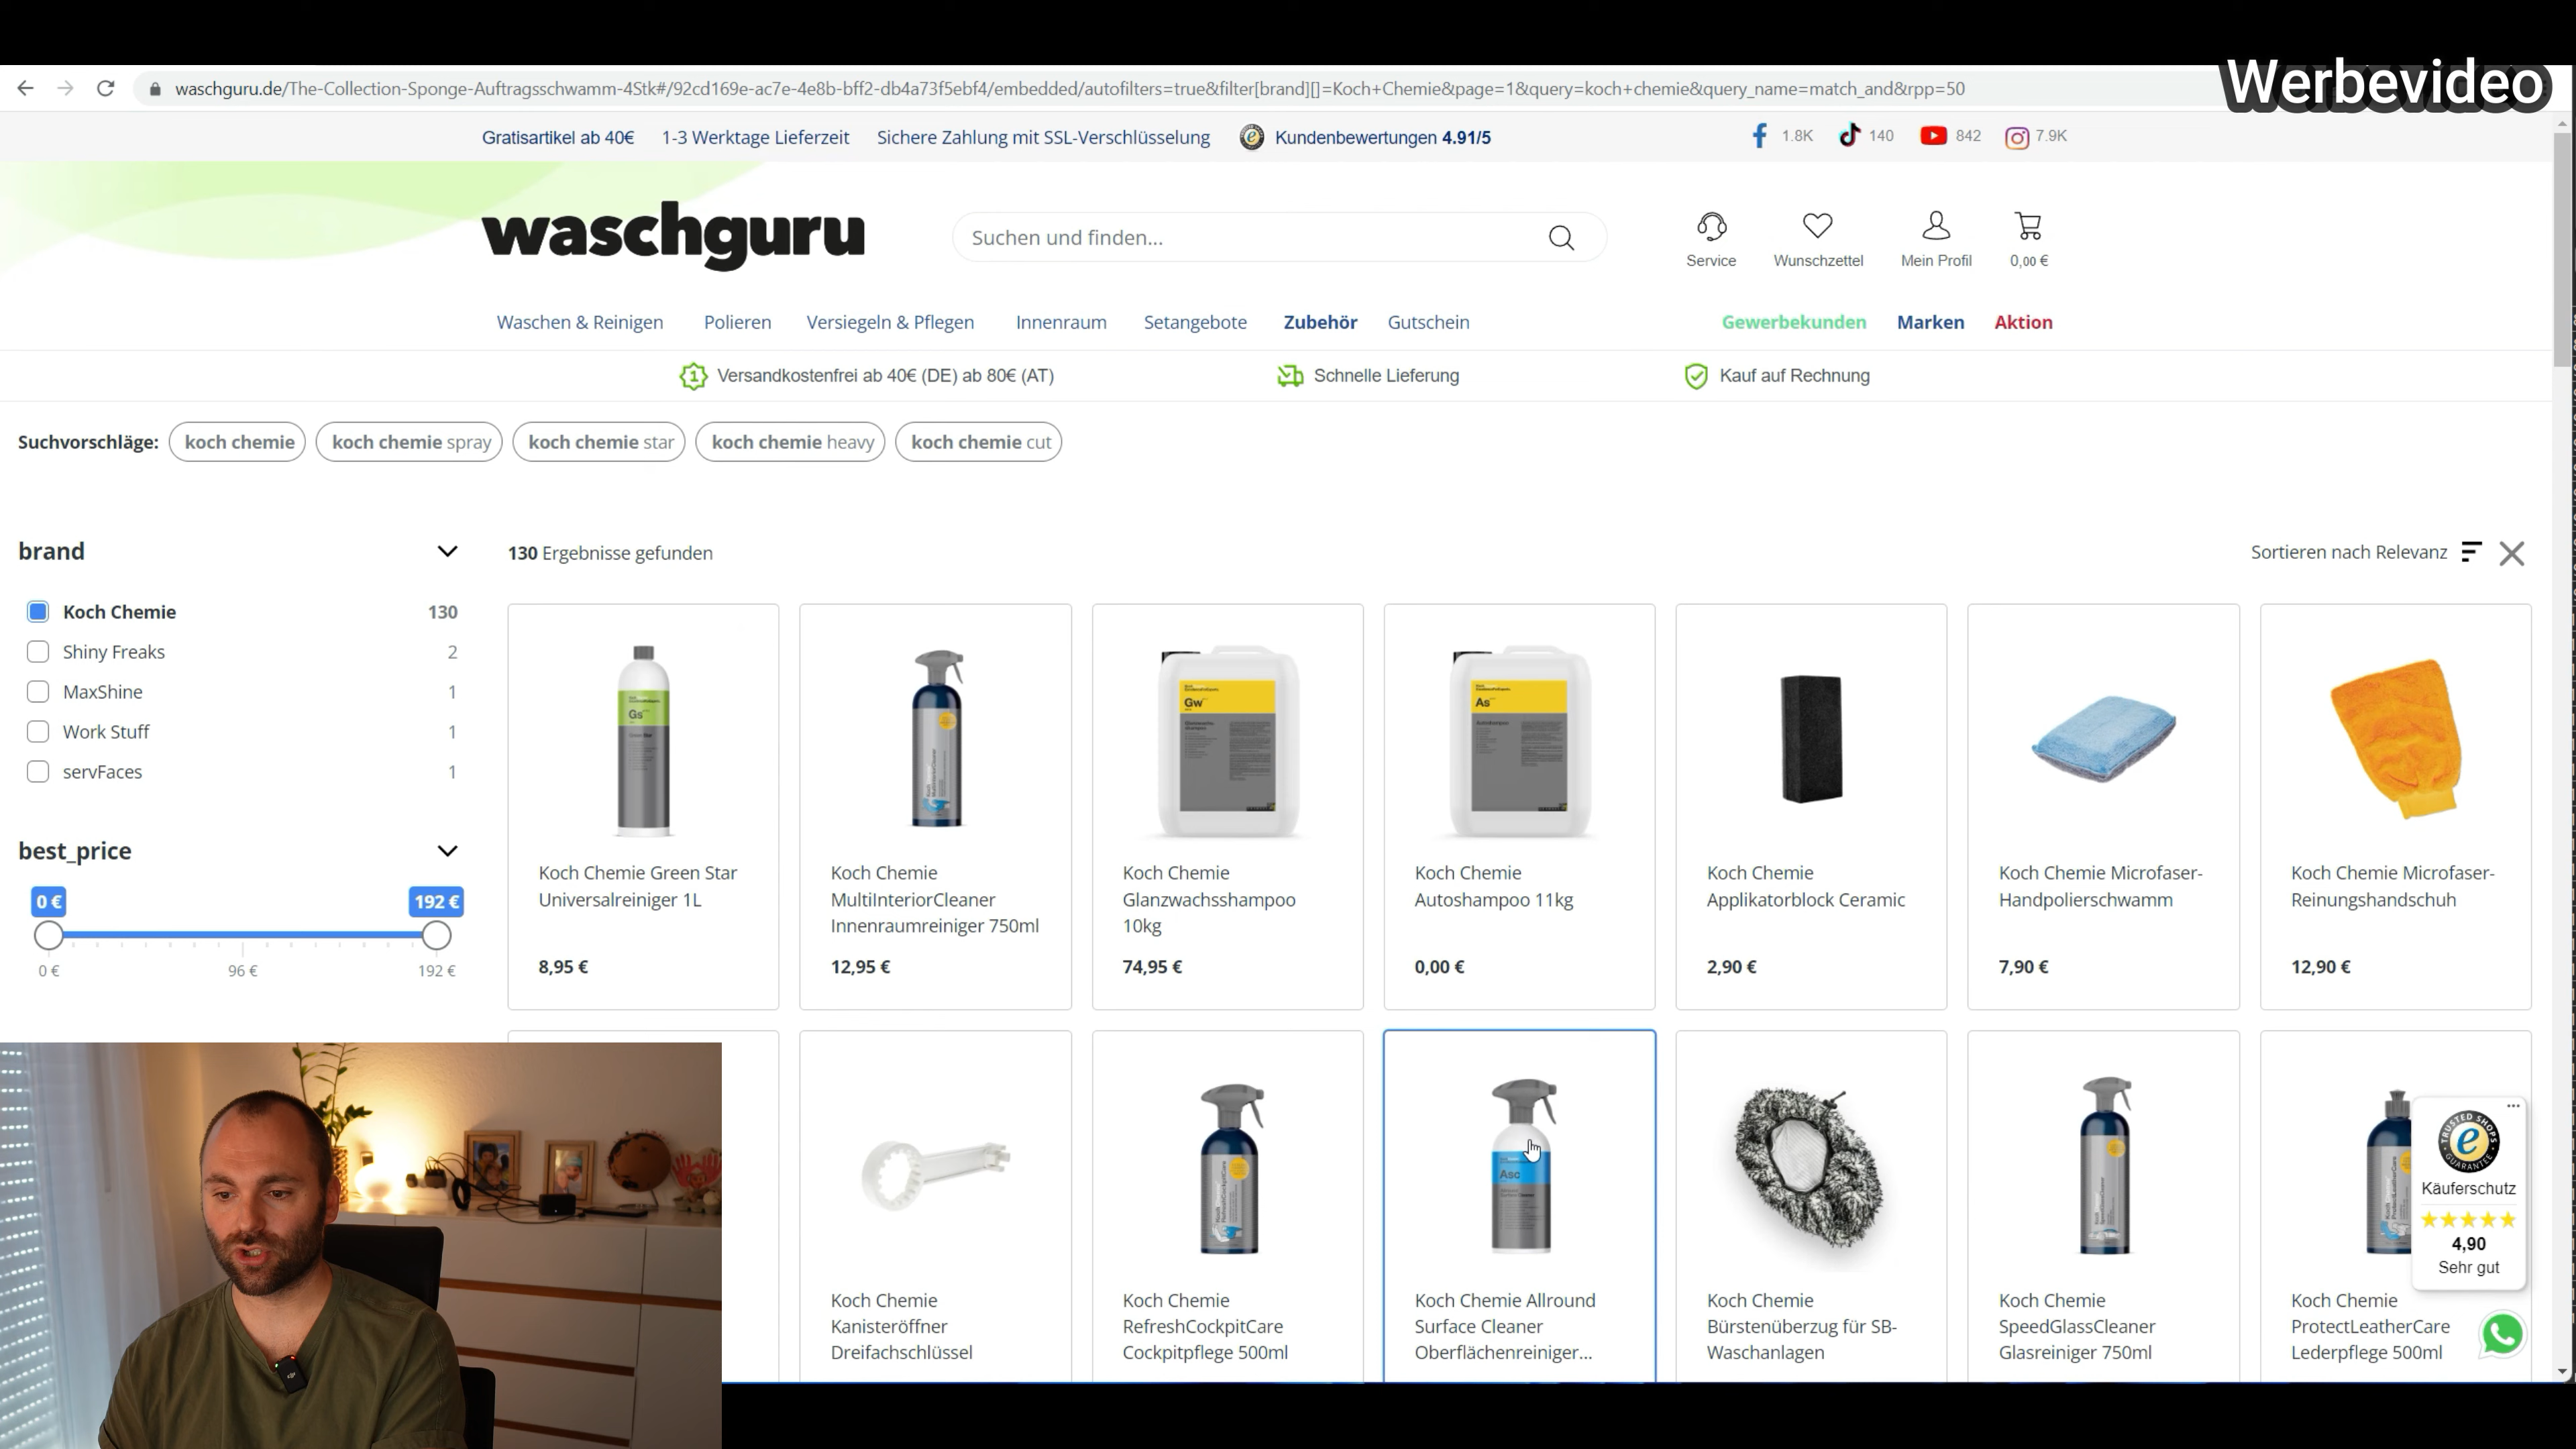 Werbevideo
waschguru.de/The-Collection-Sponge-Auftragsschwamm-4Stk#/92cd169e-ac7e-4e8b-bff2-db4a73f5ebf4/embedded/autofilters=true&filter[brand][]=Koch+Chemie&page=1&query=koch+chemie&query_name=match_and&rpp=50
Gratisartikel ab 40€ 1-3 Werktage Lieferzeit Sichere Zahlung mit SSL-Verschlüsselung Kundenbewertungen 4.91/5 1.8K 140 842 7.9K
waschguru
Suchen und finden...
Service Wunschzettel Mein Profil 0,00 €
Waschen & Reinigen Polieren Versiegeln & Pflegen Innenraum Setangebote Zubehör Gutschein Gewerbekunden Marken Aktion
Versandkostenfrei ab 40€ (DE) ab 80€ (AT) Schnelle Lieferung Kauf auf Rechnung
Suchvorschläge: koch chemie koch chemie spray koch chemie star koch chemie heavy koch chemie cut
brand
Koch Chemie 130
Shiny Freaks 2
MaxShine 1
Work Stuff 1
servFaces 1
best_price
0 € 192 €
0 € 96 € 192 €
130 Ergebnisse gefunden
Sortieren nach Relevanz
Gs
Gw
As
Koch Chemie Green Star
Universalreiniger 1L
8,95 €
Koch Chemie
MultiInteriorCleaner
Innenraumreiniger 750ml
12,95 €
Koch Chemie
Glanzwachsshampoo
10kg
74,95 €
Koch Chemie
Autoshampoo 11kg
0,00 €
Koch Chemie
Applikatorblock Ceramic
2,90 €
Koch Chemie Microfaser-
Handpolierschwamm
7,90 €
Koch Chemie Microfaser-
Reinigungshandschuh
12,90 €
Koch Chemie
Kanisteröffner
Dreifachschlüssel
Koch Chemie
RefreshCockpitCare
Cockpitpflege 500ml
Asc
Koch Chemie Allround
Surface Cleaner
Oberflächenreiniger...
Koch Chemie
Bürstenüberzug für SB-
Waschanlagen
Koch Chemie
SpeedGlassCleaner
Glasreiniger 750ml
Koch Chemie
ProtectLeatherCare
Lederpflege 500ml
TRUSTED SHOPS
GUARANTEE
Käuferschutz
4,90
Sehr gut